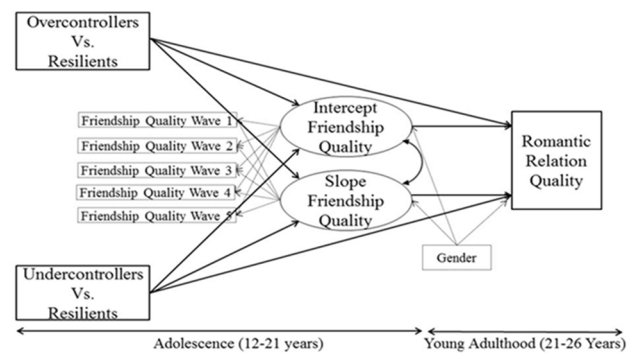 Overcontrollers
Vs.
Resilients
Friendship Quality Wave 1
Friendship Quality Wave 2
Friendship Quality Wave 3
Friendship Quality Wave 4
Friendship Quality Wave 5
Intercept
Friendship
Quality
Slope
Friendship
Quality
Romantic
Relation
Quality
Gender
Undercontrollers
Vs.
Resilients
Adolescence (12-21 years)
Young Adulthood (21-26 Years)